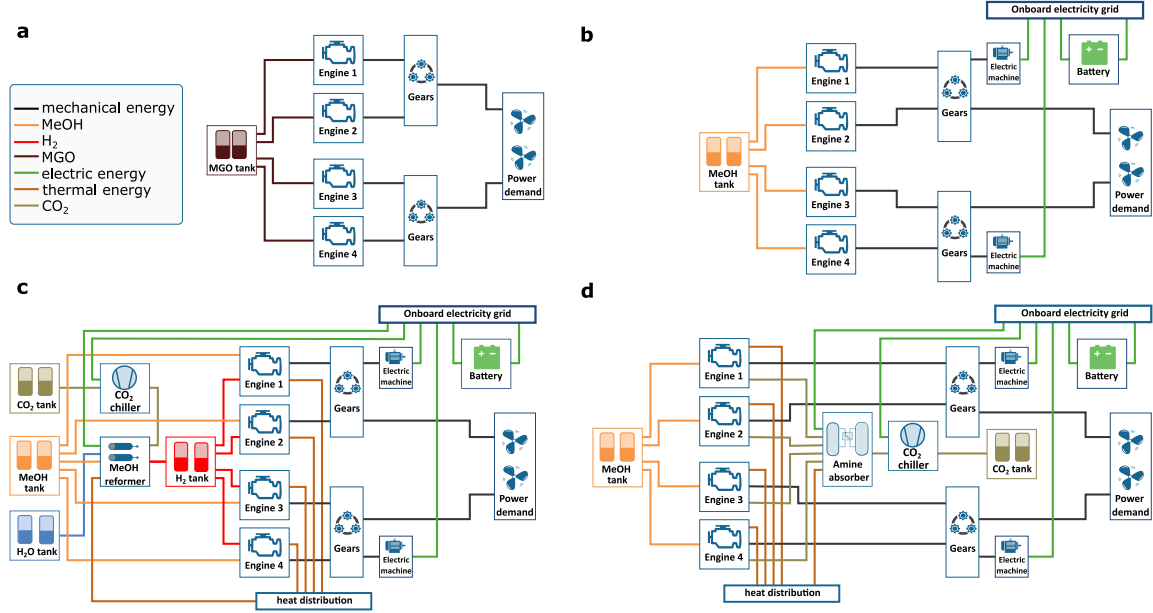 a
mechanical energy
MeOH
H₂
MGO
electric energy
thermal energy
CO₂
MGO tank
Engine 1
Engine 2
Engine 3
Engine 4
Gears
Gears
Power
demand
b
Onboard electricity grid
MeOH
tank
Engine 1
Engine 2
Engine 3
Engine 4
Gears
Gears
Electric
machine
Electric
machine
Battery
Power
demand
c
Onboard electricity grid
CO₂ tank
CO₂
chiller
MeOH
tank
MeOH
reformer
H₂ tank
H₂O tank
Engine 1
Engine 2
Engine 3
Engine 4
Gears
Gears
Electric
machine
Electric
machine
Battery
Power
demand
heat distribution
d
Onboard electricity grid
MeOH
tank
Engine 1
Engine 2
Engine 3
Engine 4
Amine
absorber
CO₂
chiller
CO₂ tank
Gears
Gears
Electric
machine
Electric
machine
Battery
Power
demand
heat distribution